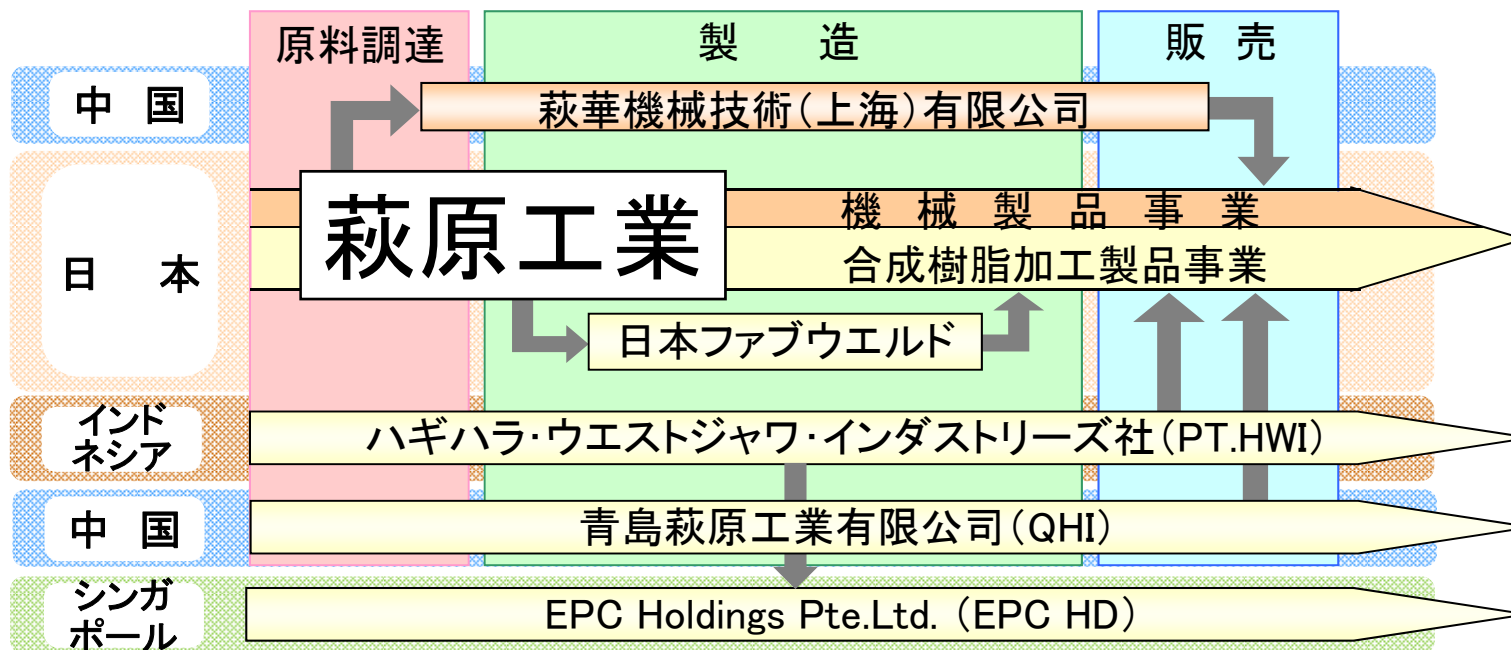 原料調達
製造
販売
中国
萩華機械技術(上海)有限公司
日本
萩原工業
機械製品事業
合成樹脂加工製品事業
日本ファブウエルド
インド
ネシア
ハギハラ・ウエストジャワ・インダストリーズ社(PT.HWI)
中国
青島萩原工業有限公司(QHI)
シンガ
ポール
EPC Holdings Pte.Ltd. (EPC HD)